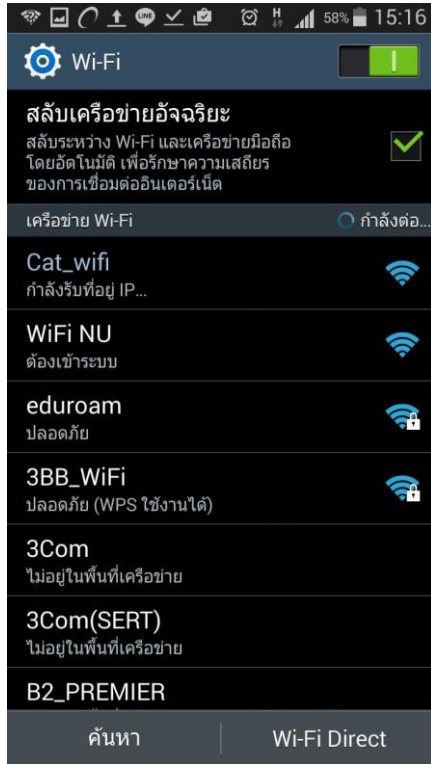 LINE
H
58%
15:16
Wi-Fi
สลับเครือข่ายอัจฉริยะ
สลับระหว่าง Wi-Fi และเครือข่ายมือถือ
โดยอัตโนมัติ เพื่อรักษาความเสถียร
ของการเชื่อมต่ออินเตอร์เน็ต
เครือข่าย Wi-Fi
กำลังต่อ...
Cat_wifi
กำลังรับที่อยู่ IP...
WiFi NU
ต้องเข้าระบบ
eduroam
ปลอดภัย
3BB_WiFi
ปลอดภัย (WPS ใช้งานได้)
3Com
ไม่อยู่ในพื้นที่เครือข่าย
3Com(SERT)
ไม่อยู่ในพื้นที่เครือข่าย
B2_PREMIER
ค้นหา
Wi-Fi Direct